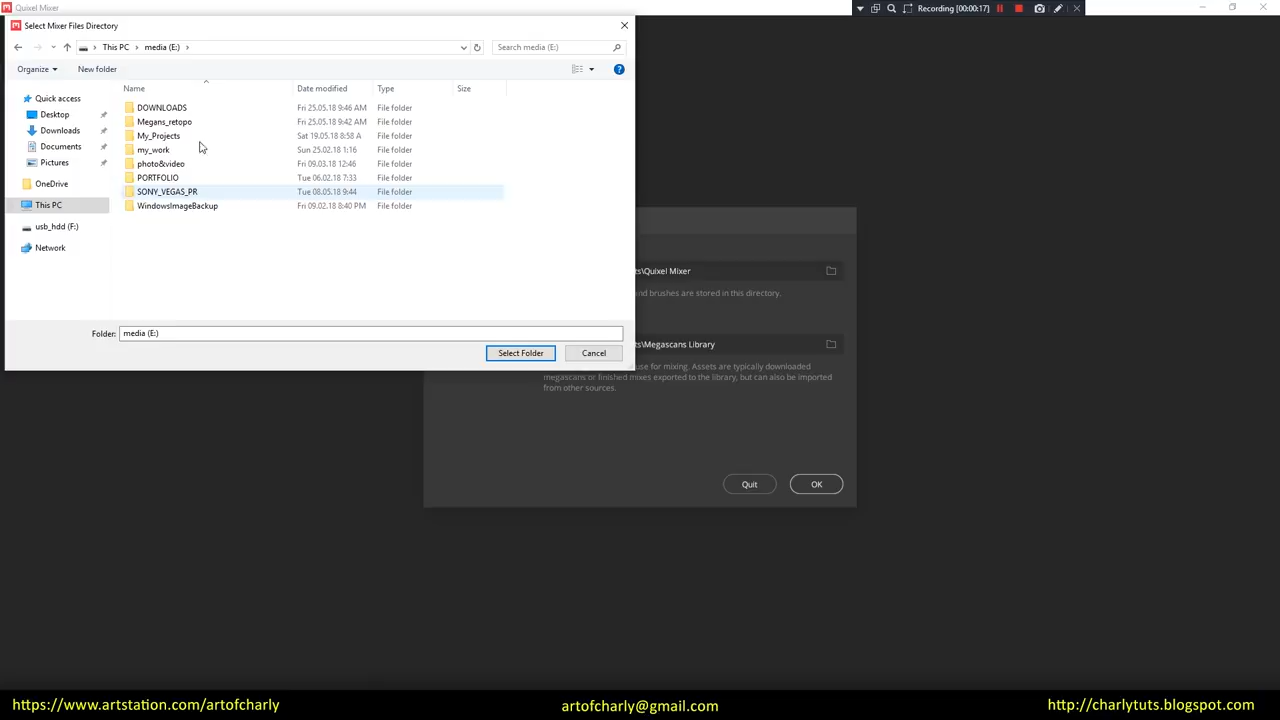 Quixel Mixer
Recording [00:00:17]
Select Mixer Files Directory
This PC
media (E:)
Search media (E:)
Organize
New folder
Name
Date modified
Type
Size
Quick access
Desktop
Downloads
Documents
Pictures
OneDrive
This PC
usb_hdd (F:)
Network
DOWNLOADS Fri 25.05.18 9:46 AM File folder
Megans_retopo Fri 25.05.18 9:42 AM File folder
My_Projects Sat 19.05.18 8:58 A File folder
my_work Sun 25.02.18 1:16 File folder
photo&video Fri 09.03.18 12:46 File folder
PORTFOLIO Tue 06.02.18 7:33 File folder
SONY_VEGAS_PR Tue 08.05.18 9:44 File folder
WindowsImageBackup Fri 09.02.18 8:40 PM File folder
Folder: media (E:)
Select Folder
Cancel
ts\Quixel Mixer
nd brushes are stored in this directory.
ts\Megascans Library
use for mixing. Assets are typically downloaded
megascans or finished mixes exported to the library, but can also be imported
from other sources.
Quit
OK
https://www.artstation.com/artofcharly
artofcharly@gmail.com
http://charlytuts.blogspot.com